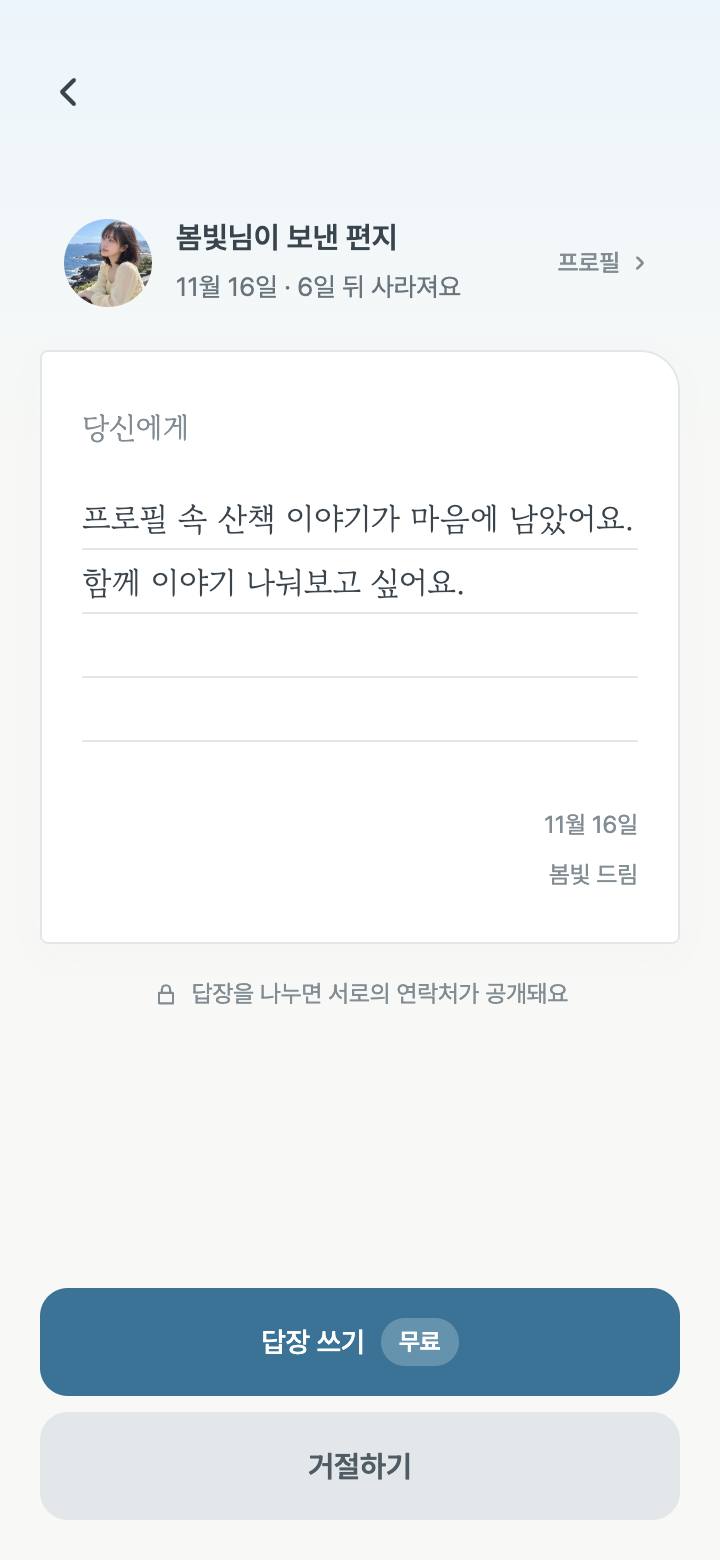 봄빛님이 보낸 편지
11월 16일 · 6일 뒤 사라져요
프로필
당신에게
프로필 속 산책 이야기가 마음에 남았어요.
함께 이야기 나눠보고 싶어요.
11월 16일
봄빛 드림
답장을 나누면 서로의 연락처가 공개돼요
답장 쓰기 무료
거절하기